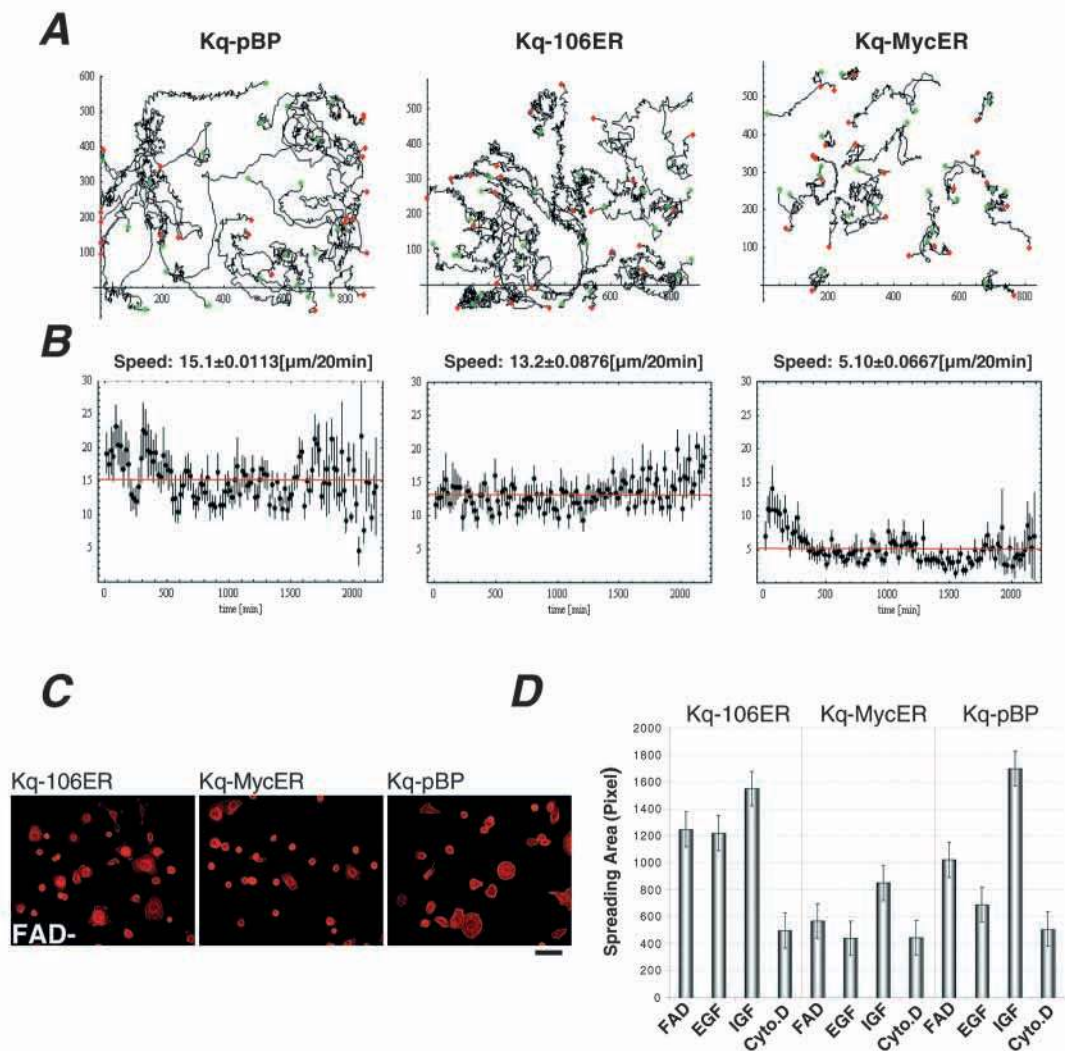 A
Kq-pBP
Kq-106ER
Kq-MycER
600
500
400
300
200
100
200
400
600
800
500
400
300
200
100
200
400
600
800
500
400
300
200
100
200
400
600
800
B
Speed: 15.1±0.0113[µm/20min]
Speed: 13.2±0.0876[µm/20min]
Speed: 5.10±0.0667[µm/20min]
30
25
20
15
10
5
0
500
1000
1500
2000
time [min]
30
25
20
15
10
5
0
500
1000
1500
2000
time [min]
30
25
20
15
10
5
0
500
1000
1500
2000
time [min]
C
Kq-106ER
Kq-MycER
Kq-pBP
FAD-
D
Kq-106ER
Kq-MycER
Kq-pBP
Spreading Area (Pixel)
2000
1800
1600
1400
1200
1000
800
600
400
200
0
FAD
EGF
IGF
Cyto.D
FAD
EGF
IGF
Cyto.D
FAD
EGF
IGF
Cyto.D